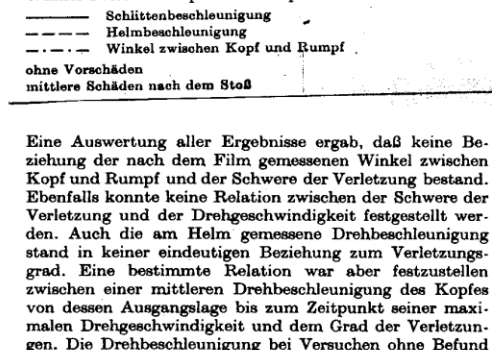 Schlittenbeschleunigung
Helmbeschleunigung
Winkel zwischen Kopf und Rumpf
ohne Vorschäden
mittlere Schäden nach dem Stoß
Eine Auswertung aller Ergebnisse ergab, daß keine Be-
ziehung der nach dem Film gemessenen Winkel zwischen
Kopf und Rumpf und der Schwere der Verletzung bestand.
Ebenfalls konnte keine Relation zwischen der Schwere der
Verletzung und der Drehgeschwindigkeit festgestellt wer-
den. Auch die am Helm gemessene Drehbeschleunigung
stand in keiner eindeutigen Beziehung zum Verletzungs-
grad. Eine bestimmte Relation war aber festzustellen
zwischen einer mittleren Drehbeschleunigung des Kopfes
von dessen Ausgangslage bis zum Zeitpunkt seiner maxi-
malen Drehgeschwindigkeit und dem Grad der Verletzun-
gen. Die Drehbeschleunigung bei Versuchen ohne Befund